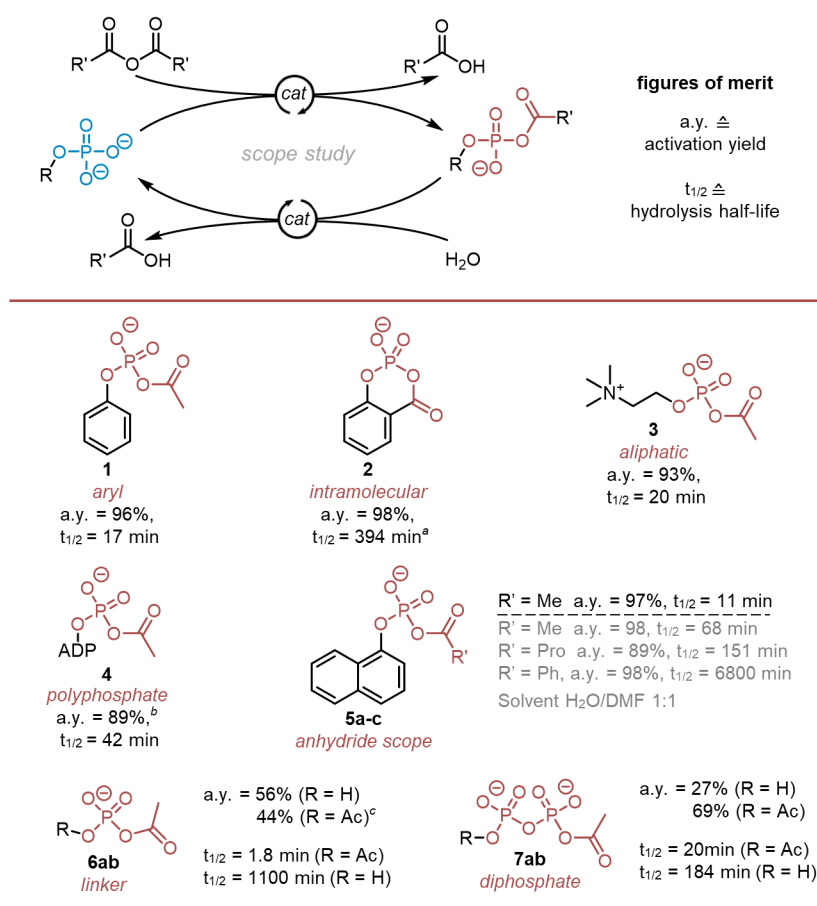 O O
R' O R'
O
R' OH
cat
figures of merit
a.y. ≙
activation yield
t1/2 ≙
hydrolysis half-life
O
O P O⊖
R O⊖
scope study
O
O R'
O P O
R ⊖O
cat
O
R' OH
H2O
⊖
O O
P
O O O
1
aryl
a.y. = 96%,
t1/2 = 17 min
⊖
O O
P
O O
O
2
intramolecular
a.y. = 98%,
t1/2 = 394 minᵃ
⊖
O O
N+ P O
O O
3
aliphatic
a.y. = 93%,
t1/2 = 20 min
⊖
O O
P O
O O
ADP
4
polyphosphate
a.y. = 89%,ᵇ
t1/2 = 42 min
⊖
O O
P O
O O
R'
5a-c
anhydride scope
R' = Me a.y. = 97%, t1/2 = 11 min
R' = Me a.y. = 98, t1/2 = 68 min
R' = Pro a.y. = 89%, t1/2 = 151 min
R' = Ph, a.y. = 98%, t1/2 = 6800 min
Solvent H2O/DMF 1:1
⊖
O O
P
R O O O
6ab
linker
a.y. = 56% (R = H)
44% (R = Ac)ᶜ
t1/2 = 1.8 min (R = Ac)
t1/2 = 1100 min (R = H)
⊖ ⊖
O O O O
P P
R O O O O
7ab
diphosphate
a.y. = 27% (R = H)
69% (R = Ac)
t1/2 = 20min (R = Ac)
t1/2 = 184 min (R = H)